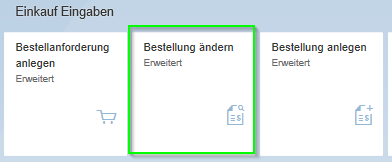 Einkauf Eingaben
Bestellanforderung
anlegen
Erweitert
Bestellung ändern
Erweitert
Bestellung anlegen
Erweitert